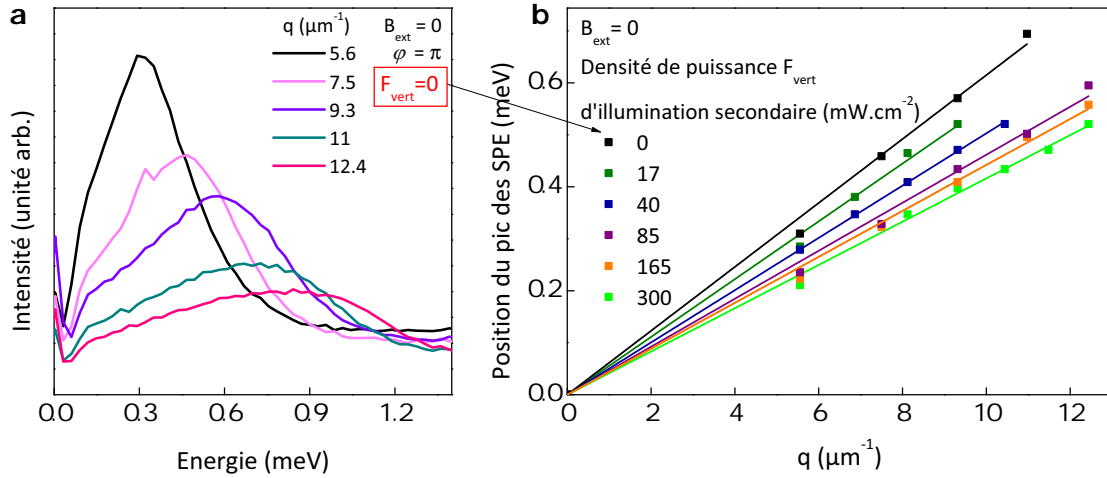 a
q (µm⁻¹)
5.6
7.5
9.3
11
12.4
B_ext = 0
φ = π
F_vert=0
Intensité (unité arb.)
0.0 0.3 0.6 0.9 1.2
Energie (meV)
b
B_ext = 0
Densité de puissance F_vert
d'illumination secondaire (mW.cm⁻²)
0
17
40
85
165
300
Position du pic des SPE (meV)
0.6
0.4
0.2
0.0
0 2 4 6 8 10 12
q (µm⁻¹)